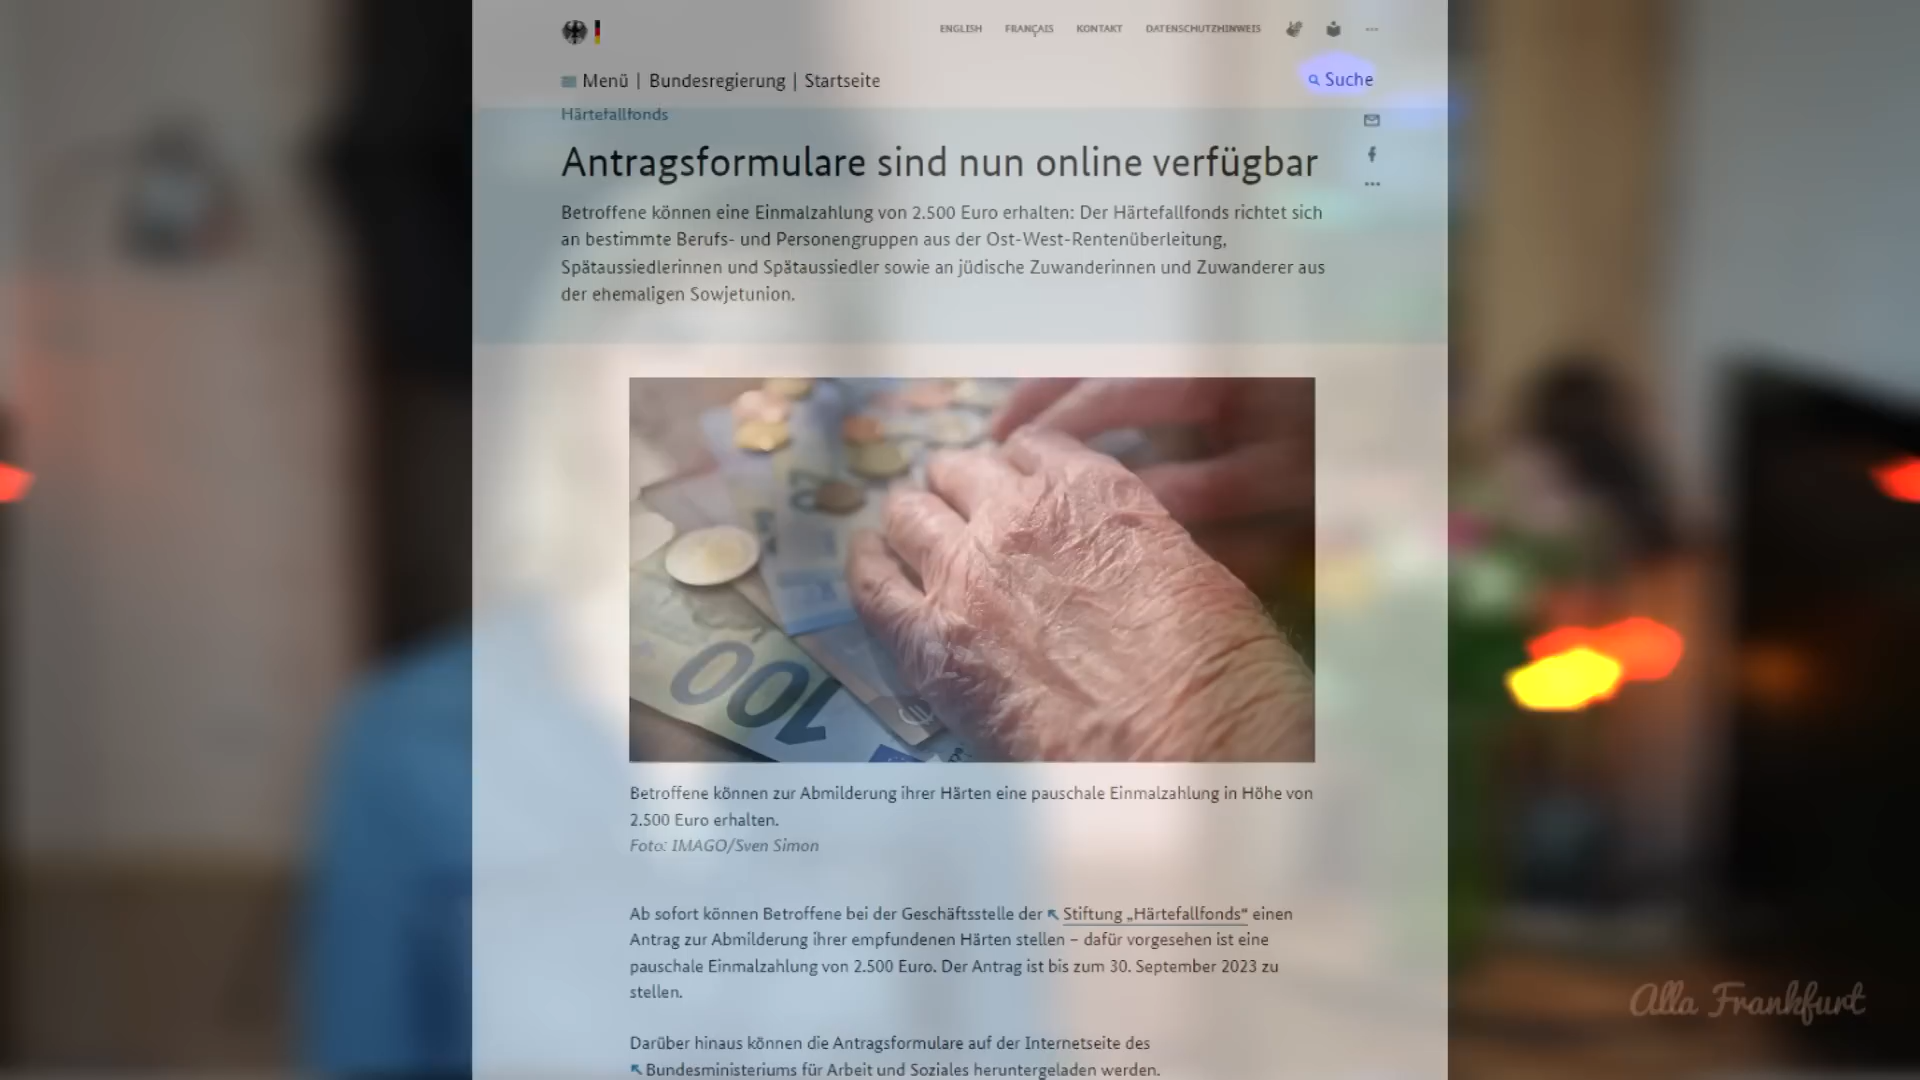 ENGLISH FRANÇAIS KONTAKT DATENSCHUTZHINWEIS
Menü | Bundesregierung | Startseite
Suche
Härtefallfonds
Antragsformulare sind nun online verfügbar
Betroffene können eine Einmalzahlung von 2.500 Euro erhalten: Der Härtefallfonds richtet sich
an bestimmte Berufs- und Personengruppen aus der Ost-West-Rentenüberleitung,
Spätaussiedlerinnen und Spätaussiedler sowie an jüdische Zuwanderinnen und Zuwanderer aus
der ehemaligen Sowjetunion.
100
Betroffene können zur Abmilderung ihrer Härten eine pauschale Einmalzahlung in Höhe von
2.500 Euro erhalten.
Foto: IMAGO/Sven Simon
Ab sofort können Betroffene bei der Geschäftsstelle der Stiftung „Härtefallfonds“ einen
Antrag zur Abmilderung ihrer empfundenen Härten stellen – dafür vorgesehen ist eine
pauschale Einmalzahlung von 2.500 Euro. Der Antrag ist bis zum 30. September 2023 zu
stellen.
Darüber hinaus können die Antragsformulare auf der Internetseite des
Bundesministeriums für Arbeit und Soziales heruntergeladen werden.
Alla Frankfurt